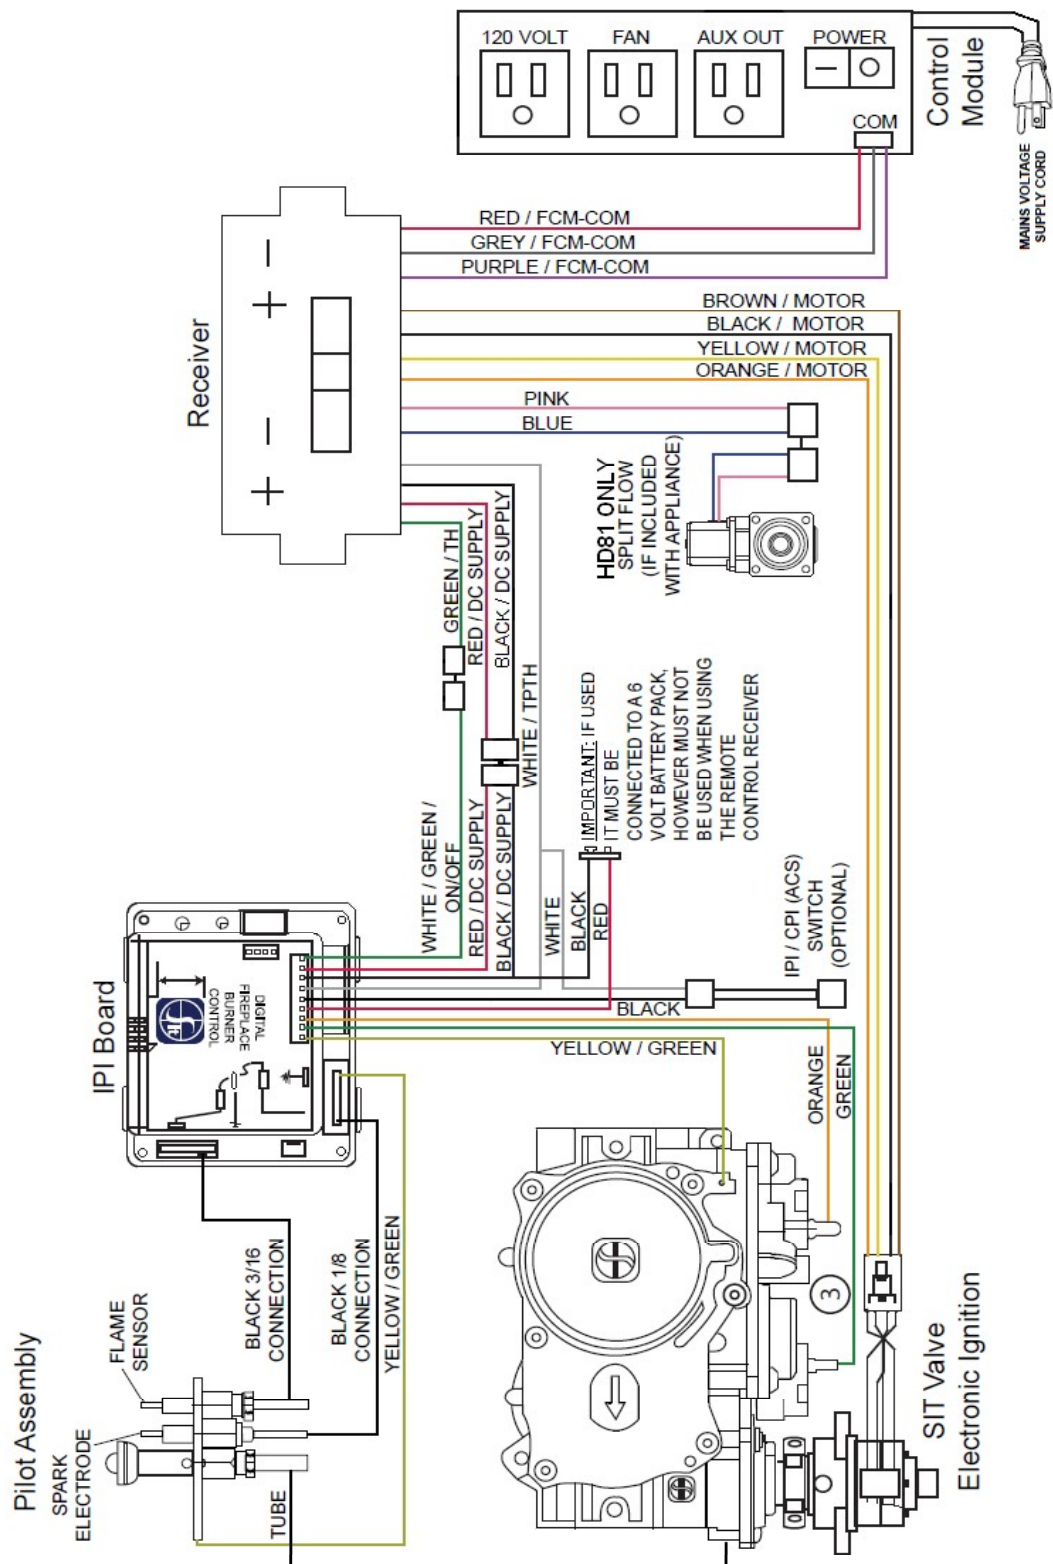 120 VOLT
FAN
AUX OUT
POWER
COM
Control
Module
MAINS VOLTAGE
SUPPLY CORD
Receiver
RED / FCM-COM
GREY / FCM-COM
PURPLE / FCM-COM
BROWN / MOTOR
BLACK / MOTOR
YELLOW / MOTOR
ORANGE / MOTOR
PINK
BLUE
HD81 ONLY
SPLIT FLOW
(IF INCLUDED
WITH APPLIANCE)
GREEN / TH
RED / DC SUPPLY
BLACK / DC SUPPLY
WHITE / TPTH
IMPORTANT: IF USED
IT MUST BE
CONNECTED TO A 6
VOLT BATTERY PACK,
HOWEVER MUST NOT
BE USED WHEN USING
THE REMOTE
CONTROL RECEIVER
WHITE / GREEN /
ON/OFF
RED / DC SUPPLY
BLACK / DC SUPPLY
WHITE
BLACK
RED
IPI / CPI (ACS)
SWITCH
(OPTIONAL)
BLACK
YELLOW / GREEN
ORANGE
GREEN
IPI Board
SIT
DIGITAL
FIREPLACE
BURNER
CONTROL
BLACK 3/16
CONNECTION
BLACK 1/8
CONNECTION
YELLOW / GREEN
Pilot Assembly
FLAME
SENSOR
SPARK
ELECTRODE
TUBE
3
SIT Valve
Electronic Ignition